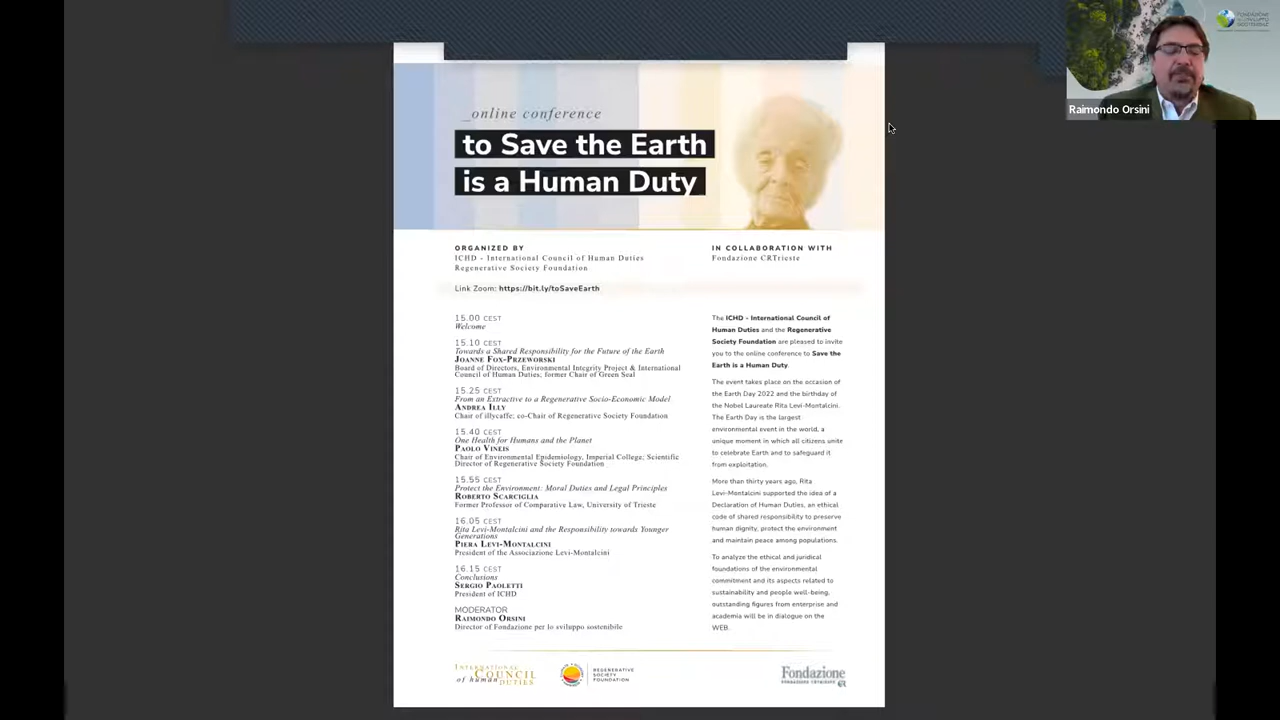 _online conference
to Save the Earth
is a Human Duty
ORGANIZED BY
ICHD - International Council of Human Duties
Regenerative Society Foundation
IN COLLABORATION WITH
Fondazione CRTrieste
Link Zoom: https://bit.ly/toSaveEarth
15.00 CEST
Welcome
15.10 CEST
Towards a Shared Responsibility for the Future of the Earth
JOANNE FOX-PRZEWORSKI
Board of Directors, Environmental Integrity Project & International
Council of Human Duties; former Chair of Green Seal
15.25 CEST
From an Extractive to a Regenerative Socio-Economic Model
ANDREA ILLY
Chair of illycaffe; co-Chair of Regenerative Society Foundation
15.40 CEST
One Health for Humans and the Planet
PAOLO VINEIS
Chair of Environmental Epidemiology, Imperial College; Scientific
Director of Regenerative Society Foundation
15.55 CEST
Protect the Environment: Moral Duties and Legal Principles
ROBERTO SCARCIGLIA
Former Professor of Comparative Law, University of Trieste
16.05 CEST
Rita Levi-Montalcini and the Responsibility towards Younger
Generations
PIERA LEVI-MONTALCINI
President of the Associazione Levi-Montalcini
16.15 CEST
Conclusions
SERGIO PAOLETTI
President of ICHD
MODERATOR
RAIMONDO ORSINI
Director of Fondazione per lo sviluppo sostenibile
The ICHD - International Council of
Human Duties and the Regenerative
Society Foundation are pleased to invite
you to the online conference to Save the
Earth is a Human Duty.
The event takes place on the occasion of
the Earth Day 2022 and the birthday of
the Nobel Laureate Rita Levi-Montalcini.
The Earth Day is the largest
environmental event in the world, a
unique moment in which all citizens unite
to celebrate Earth and to safeguard it
from exploitation.
More than thirty years ago, Rita
Levi-Montalcini supported the idea of a
Declaration of Human Duties, an ethical
code of shared responsibility to preserve
human dignity, protect the environment
and maintain peace among populations.
To analyze the ethical and juridical
foundations of the environmental
commitment and its aspects related to
sustainability and people well-being,
outstanding figures from enterprise and
academia will be in dialogue on the
WEB.
INTERNATIONAL
COUNCIL
of human DUTIES
REGENERATIVE
SOCIETY
FOUNDATION
Fondazione
Raimondo Orsini